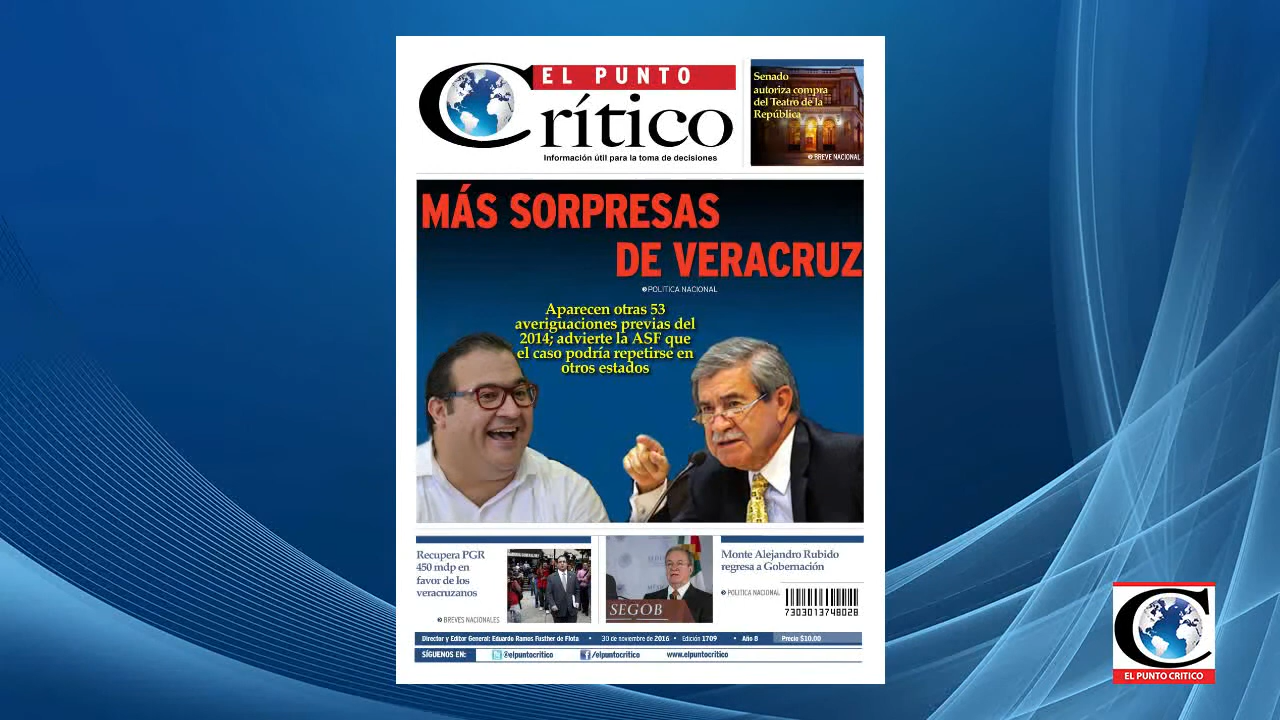 EL PUNTO
Crítico
Información útil para la toma de decisiones
Senado
autoriza compra
del Teatro de la
República
BREVE NACIONAL
MÁS SORPRESAS
DE VERACRUZ
POLITICA NACIONAL
Aparecen otras 53
averiguaciones previas del
2014; advierte la ASF que
el caso podría repetirse en
otros estados
Recupera PGR
450 mdp en
favor de los
veracruzanos
BREVES NACIONALES
SEGOB
Monte Alejandro Rubido
regresa a Gobernación
POLITICA NACIONAL
7303013748028
Director y Editor General: Eduardo Ramos Fusther de Flota • 30 de noviembre de 2016 • Edición 1709 • Año 8 Precio $10.00
SÍGUENOS EN: @elpuntocritico /elpuntocritico www.elpuntocritico
EL PUNTO CRITICO